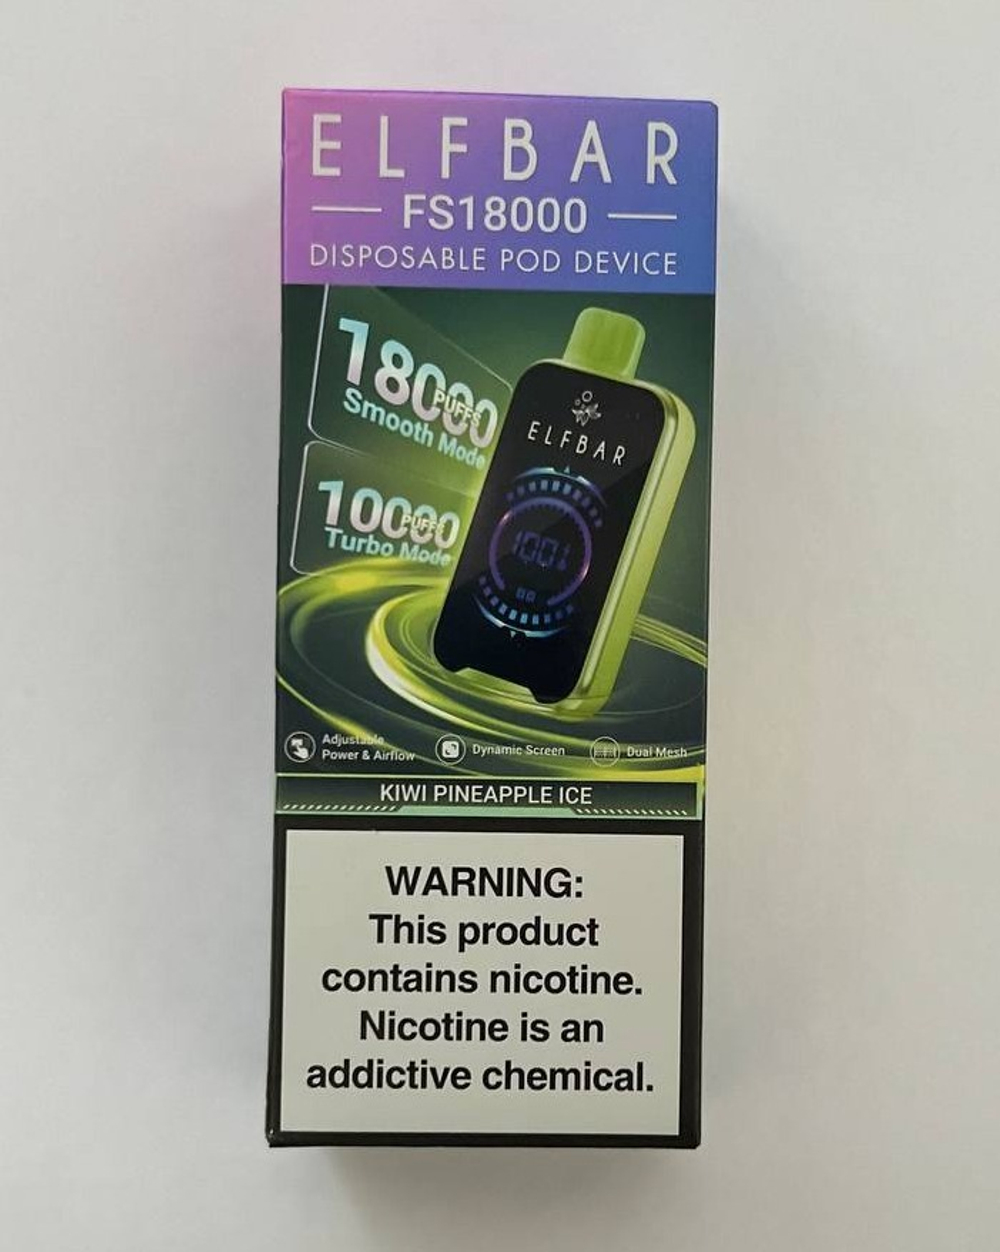 ELFBAR
FS18000
DISPOSABLE POD DEVICE
18000
PUFFS
Smooth Mode
10000
PUFFS
Turbo Mode
ELFBAR
100%
Adjustable
Power & Airflow
Dynamic Screen
Dual Mesh
KIWI PINEAPPLE ICE
WARNING:
This product
contains nicotine.
Nicotine is an
addictive chemical.